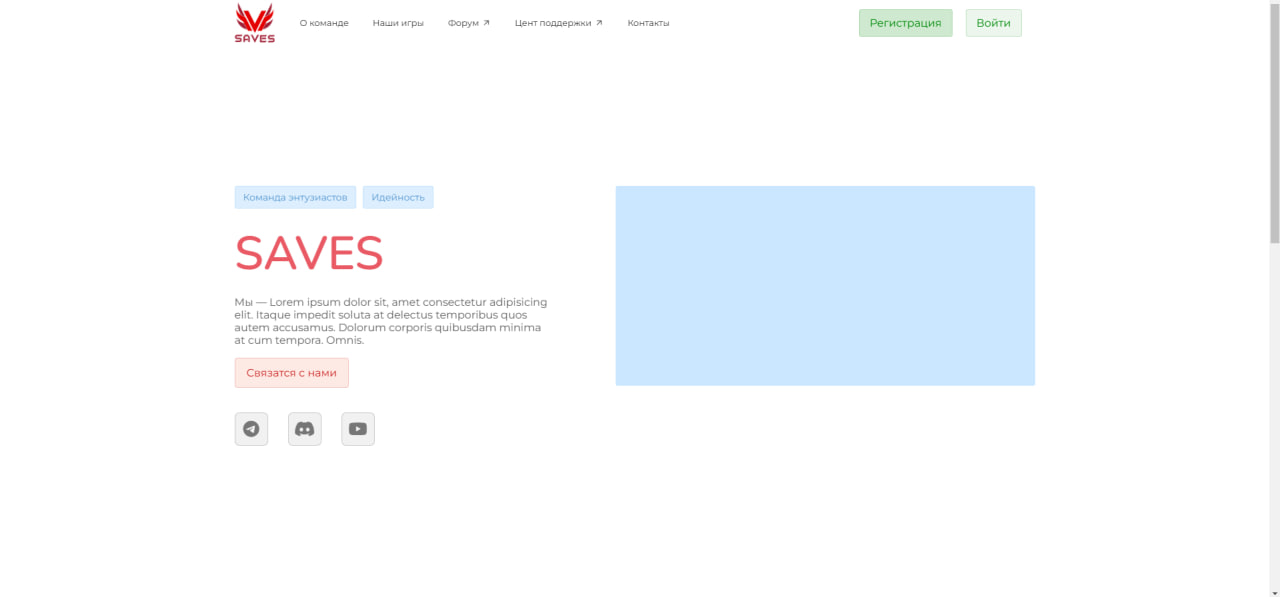 SAVES
О команде
Наши игры
Форум
Цент поддержки
Контакты
Регистрация
Войти
Команда энтузиастов
Идейность
SAVES
Мы — Lorem ipsum dolor sit, amet consectetur adipisicing
elit. Itaque impedit soluta at delectus temporibus quos
autem accusamus. Dolorum corporis quibusdam minima
at cum tempora. Omnis.
Связатся с нами